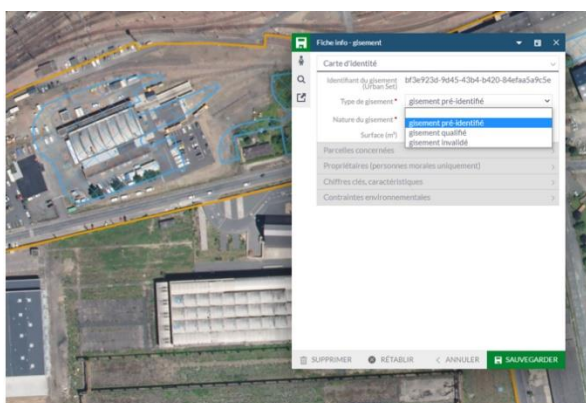 Fiche info - gisement
Carte d'identité
Identifiant du gisement
(Urban Set)
bf3e923d-9d45-43b4-b420-84efaa5a9c5e
Type de gisement * gisement pré-identifié
gisement pré-identifié
gisement qualifié
gisement invalidé
Nature du gisement *
Surface (m²)
Parcelles concernées
Propriétaires (personnes morales uniquement)
Chiffres clés, caractéristiques
Contraintes environnementales
SUPPRIMER RÉTABLIR < ANNULER SAUVEGARDER